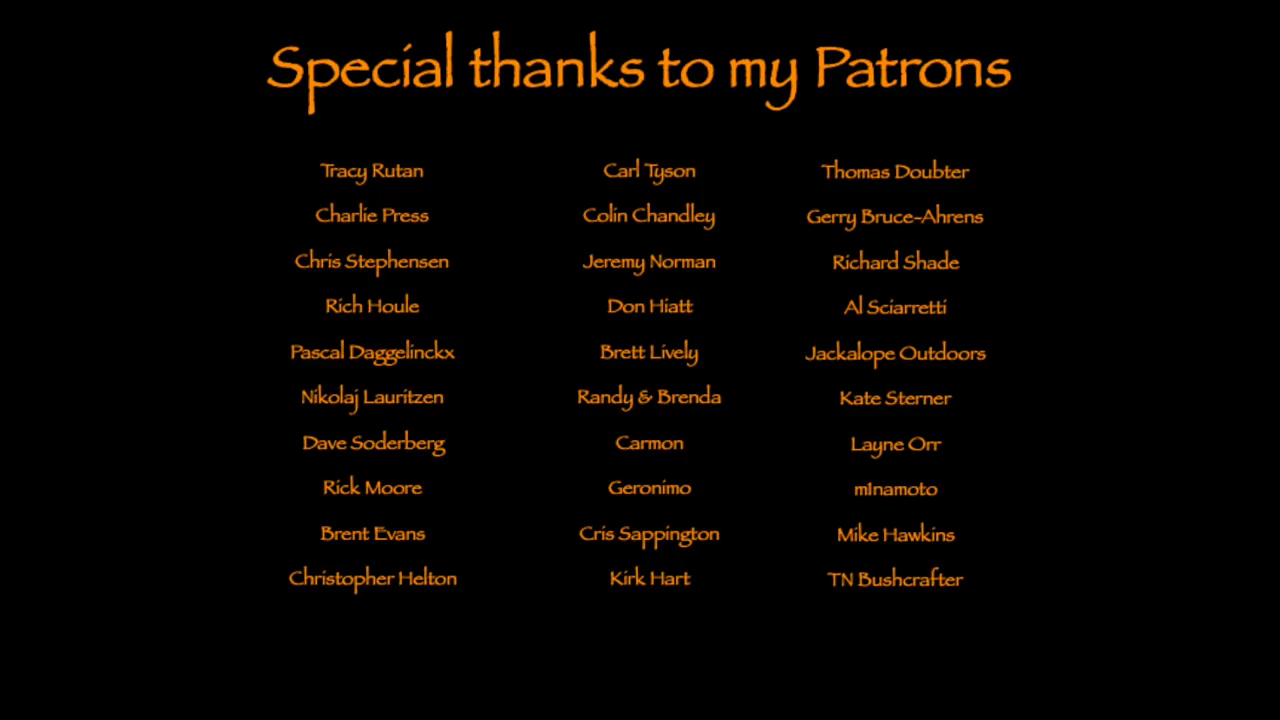 Special thanks to my Patrons
Tracy Rutan
Charlie Press
Chris Stephensen
Rich Houle
Pascal Daggelinckx
Nikolaj Lauritzen
Dave Soderberg
Rick Moore
Brent Evans
Christopher Helton
Carl Tyson
Colin Chandley
Jeremy Norman
Don Hiatt
Brett Lively
Randy & Brenda
Carmon
Geronimo
Cris Sappington
Kirk Hart
Thomas Doubter
Gerry Bruce-Ahrens
Richard Shade
Al Sciarretti
Jackalope Outdoors
Kate Sterner
Layne Orr
m1namoto
Mike Hawkins
TN Bushcrafter